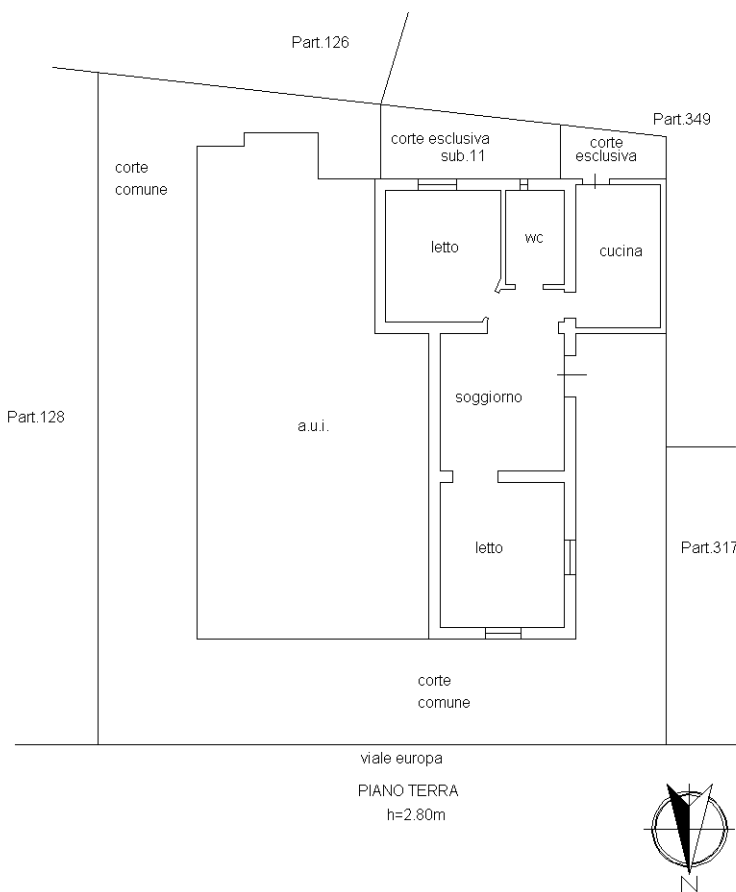 Part.126
Part.349
corte esclusiva
sub.11
corte
esclusiva
corte
comune
letto
wc
cucina
Part.128
a.u.i.
soggiorno
letto
Part.317
corte
comune
viale europa
PIANO TERRA
h=2.80m
N